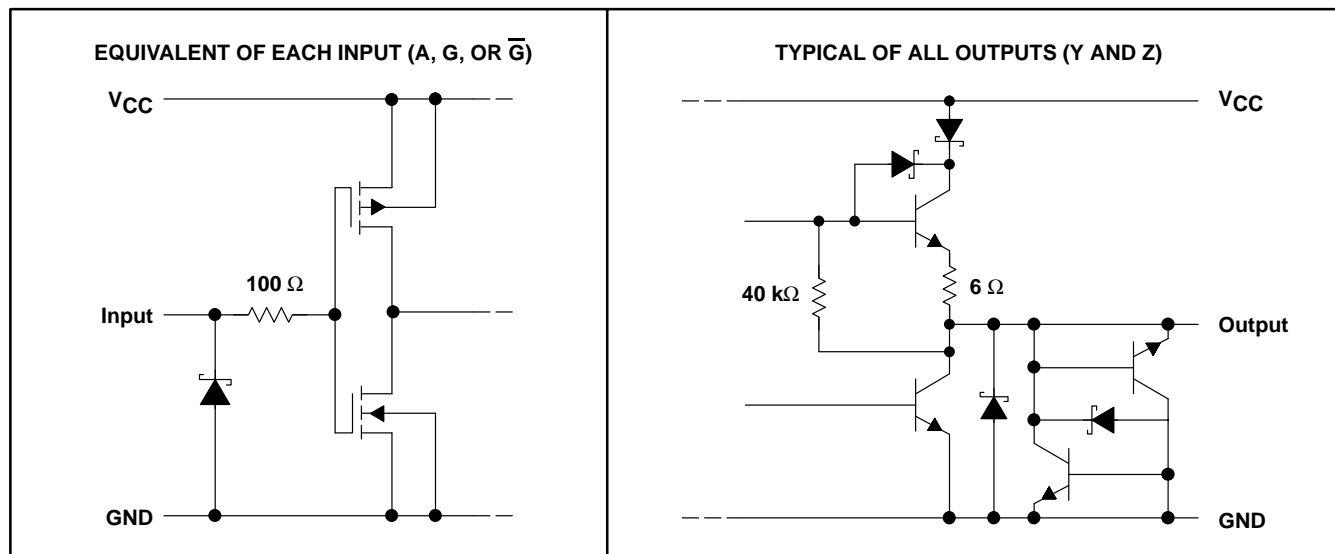 EQUIVALENT OF EACH INPUT (A, G, OR G̅)
VCC
100 Ω
Input
GND
TYPICAL OF ALL OUTPUTS (Y AND Z)
VCC
40 kΩ
6 Ω
Output
GND